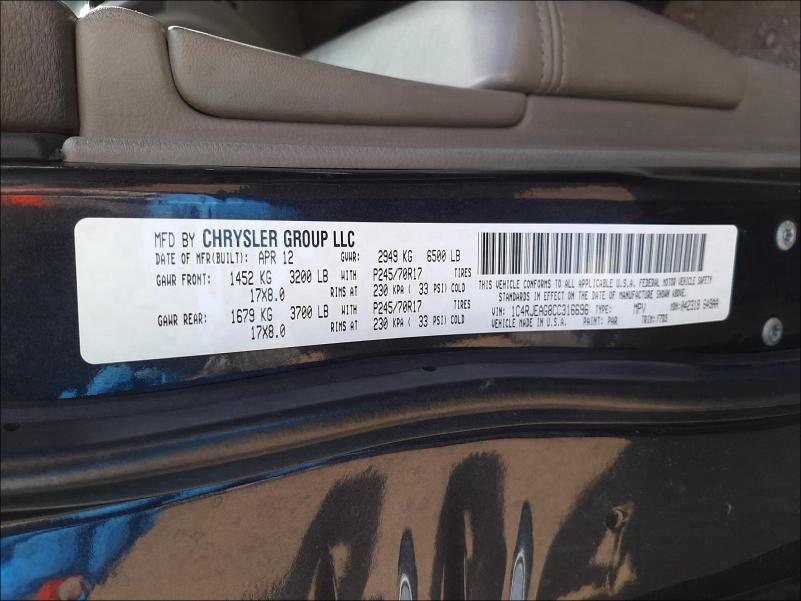 MFD BY CHRYSLER GROUP LLC
DATE OF MFR(BUILT): APR 12 GVWR: 2949 KG 6500 LB
GAWR FRONT: 1452 KG 3200 LB WITH P245/70R17 TIRES
17X8.0 RIMS AT 230 KPA ( 33 PSI) COLD
GAWR REAR: 1679 KG 3700 LB WITH P245/70R17 TIRES
17X8.0 RIMS AT 230 KPA ( 33 PSI) COLD
THIS VEHICLE CONFORMS TO ALL APPLICABLE U.S.A. FEDERAL MOTOR VEHICLE SAFETY
STANDARDS IN EFFECT ON THE DATE OF MANUFACTURE SHOWN ABOVE.
VIN: 1C4RJEAG8CC316696 TYPE: MPV MDH:
VEHICLE MADE IN U.S.A. PAINT: PAR TRIM: